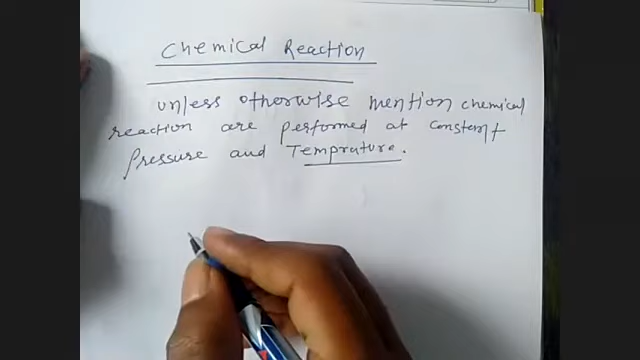 Chemical Reaction
unless otherwise mention chemical
reaction are performed at constant
Pressure and Temprature.